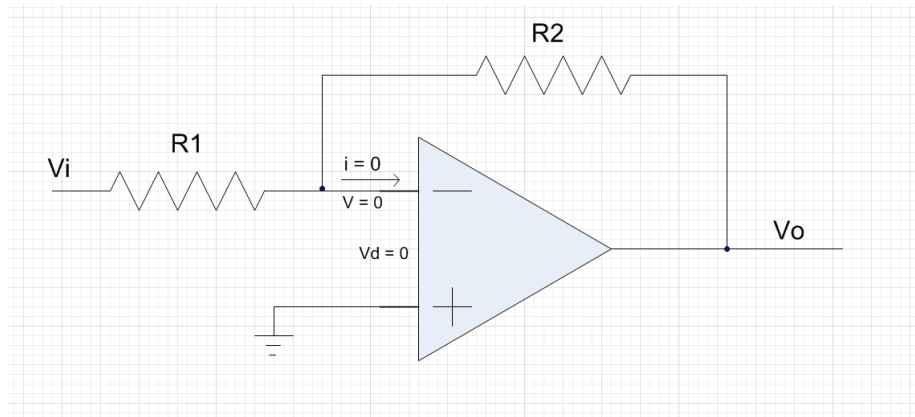 R2
R1
Vi
i = 0
V = 0
Vd = 0
Vo